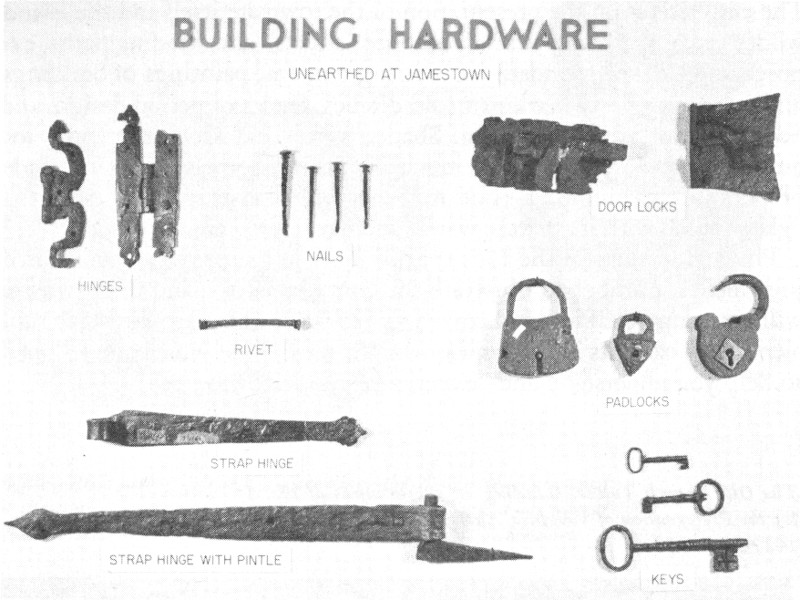 BUILDING HARDWARE
UNEARTHED AT JAMESTOWN
DOOR LOCKS
NAILS
HINGES
RIVET
PADLOCKS
STRAP HINGE
STRAP HINGE WITH PINTLE
KEYS